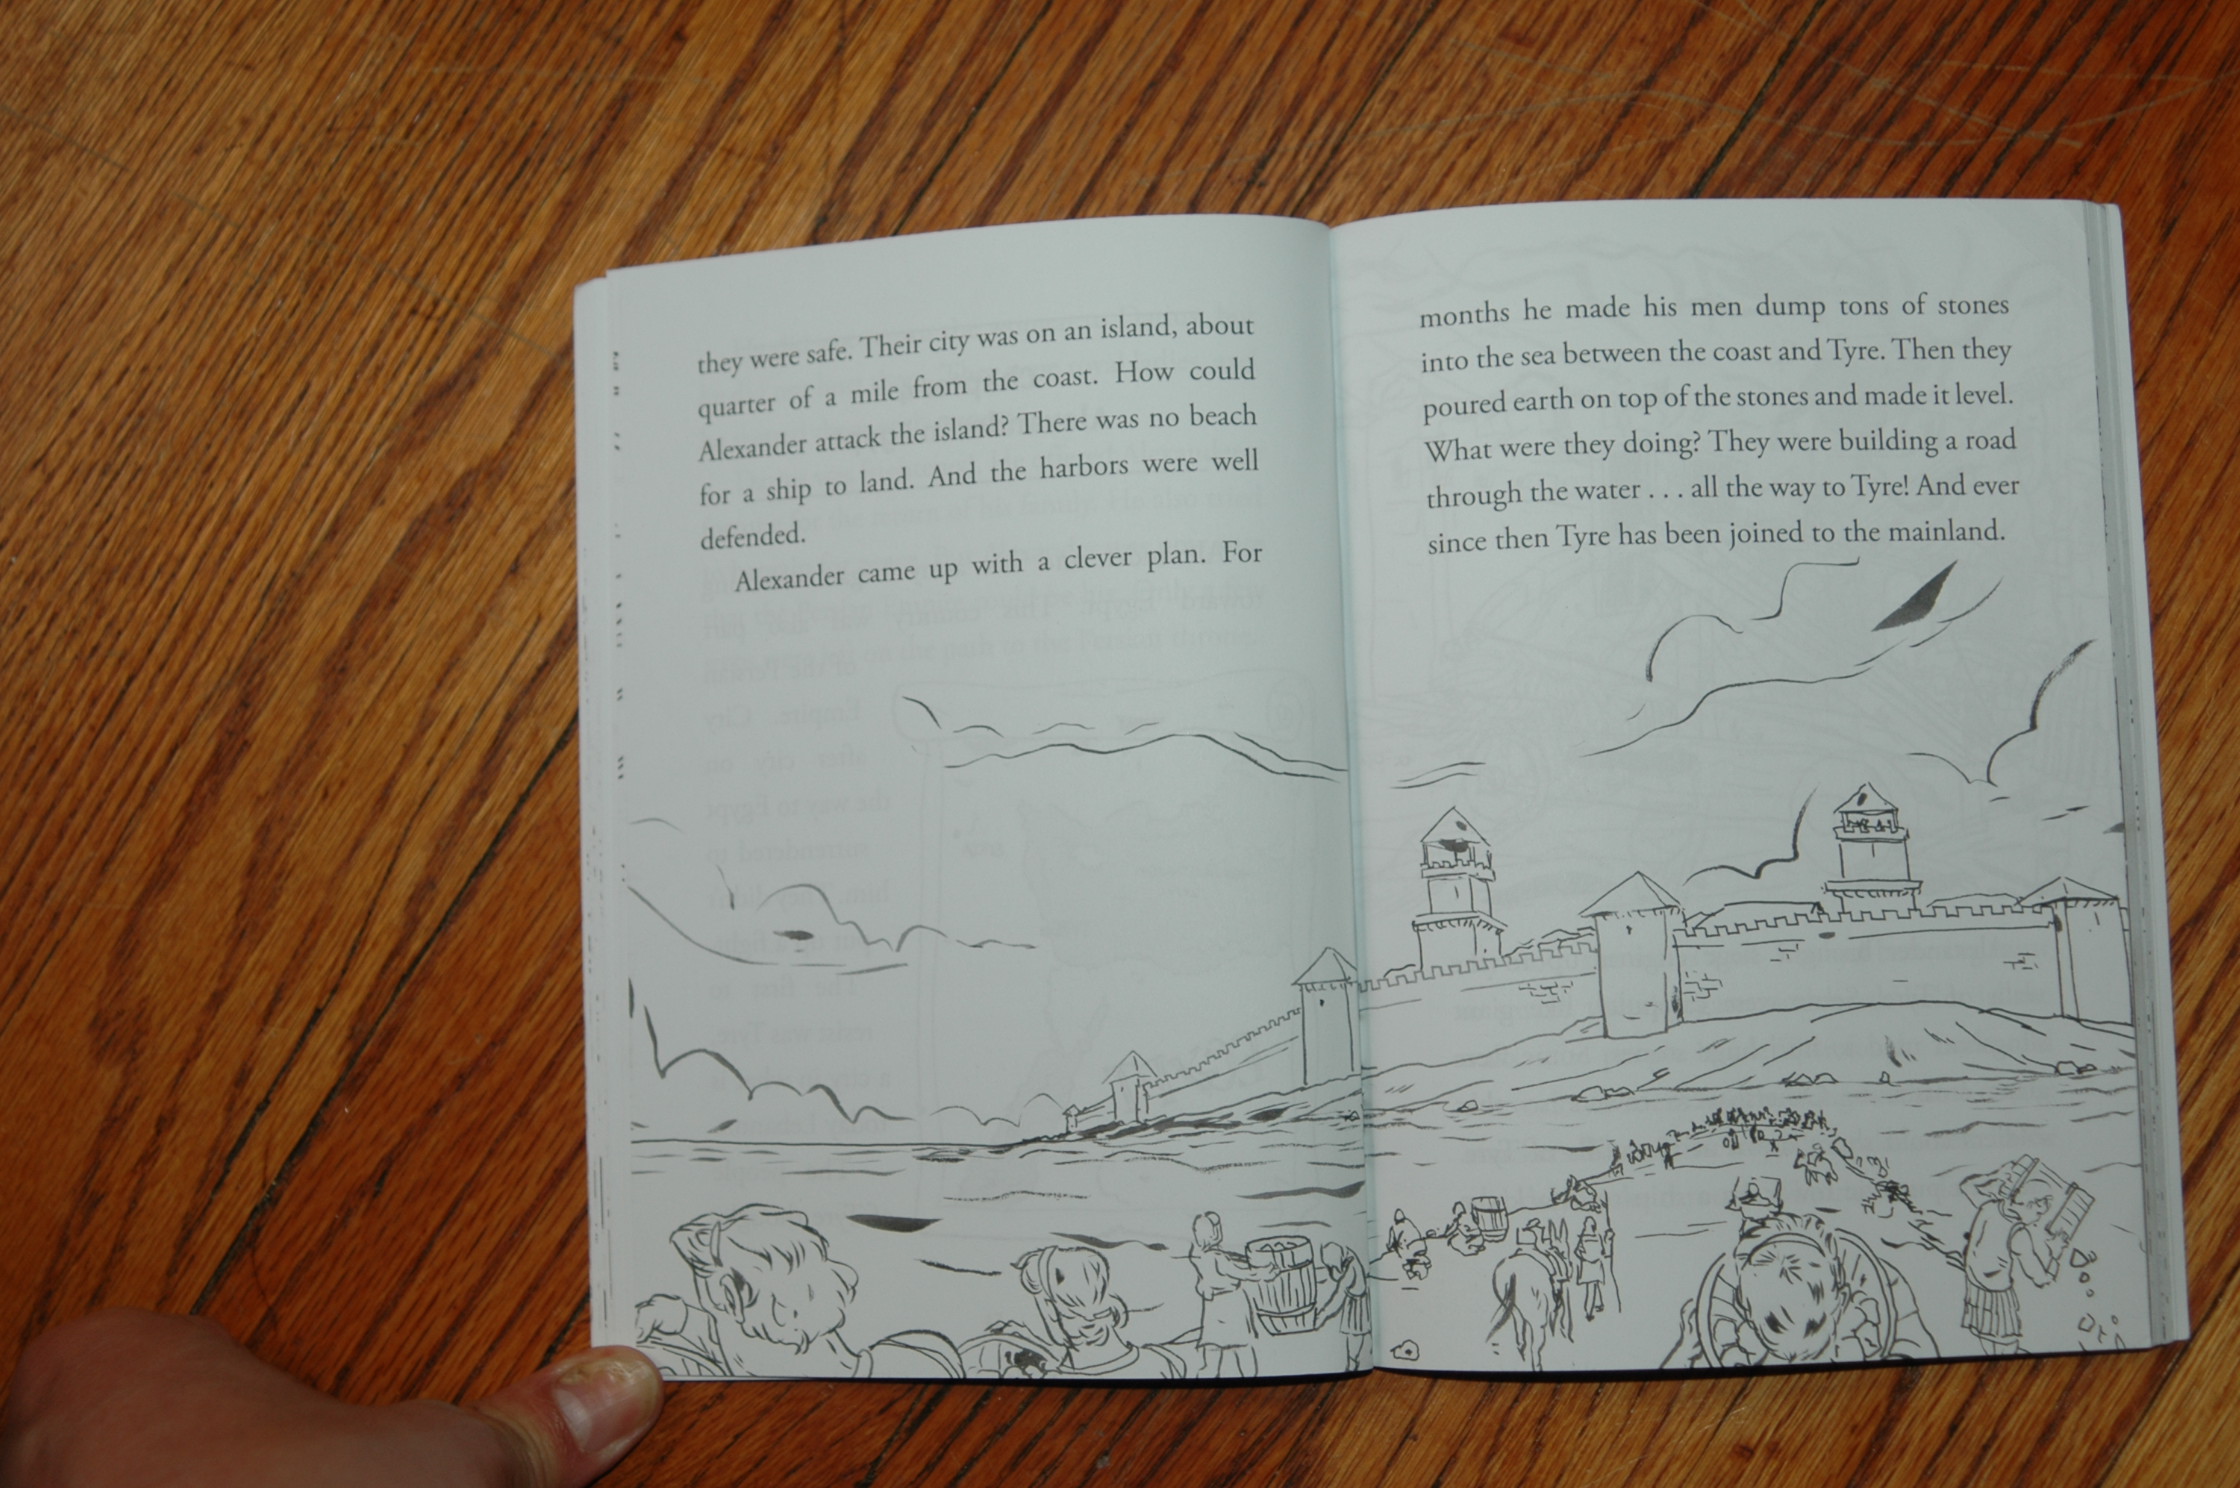 they were safe. Their city was on an island, about
quarter of a mile from the coast. How could
Alexander attack the island? There was no beach
for a ship to land. And the harbors were well
defended.
Alexander came up with a clever plan. For
months he made his men dump tons of stones
into the sea between the coast and Tyre. Then they
poured earth on top of the stones and made it level.
What were they doing? They were building a road
through the water . . . all the way to Tyre! And ever
since then Tyre has been joined to the mainland.